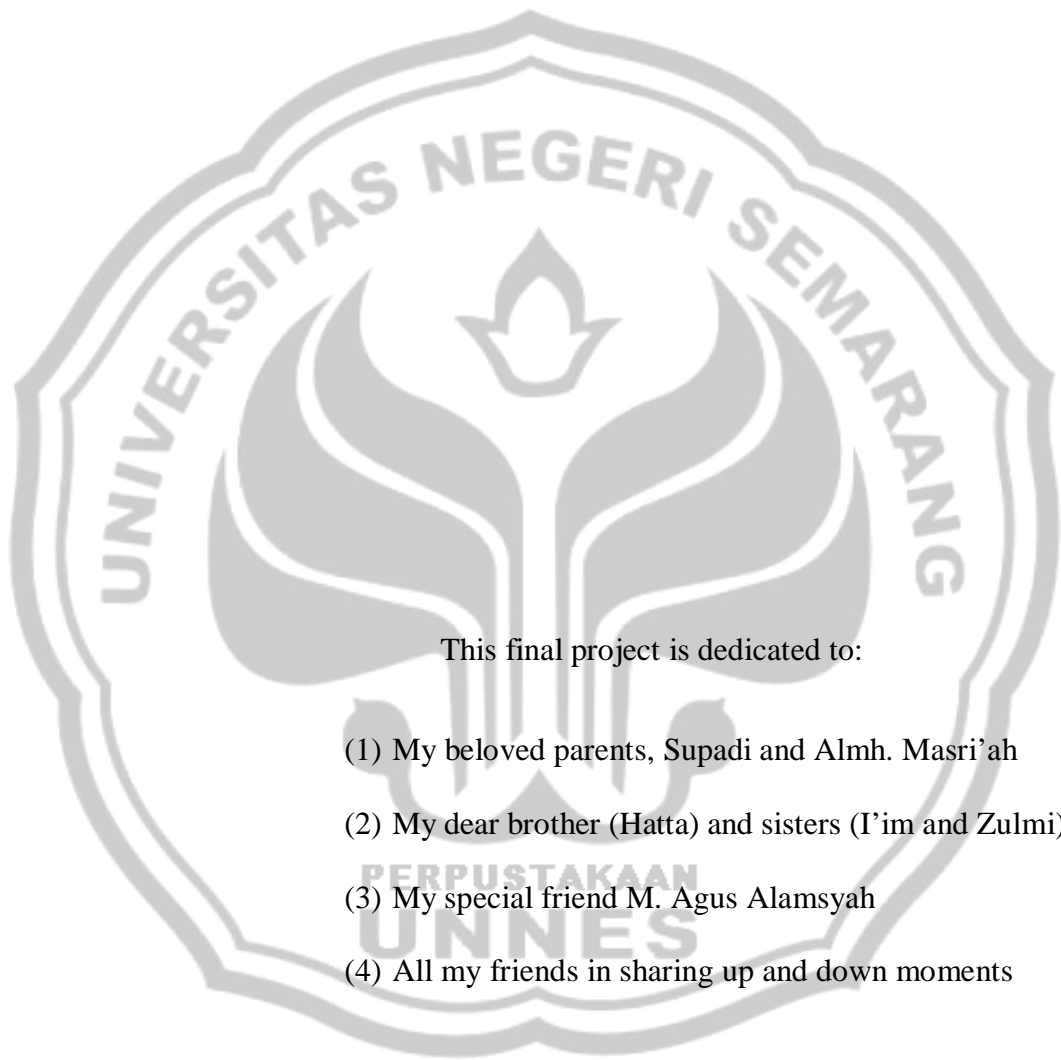 UNIVERSITAS NEGERI SEMARANG
This final project is dedicated to:
(1) My beloved parents, Supadi and Almh. Masri’ah
(2) My dear brother (Hatta) and sisters (I’im and Zulmi)
PERPUSTAKAAN
(3) My special friend M. Agus Alamsyah
UNNES
(4) All my friends in sharing up and down moments